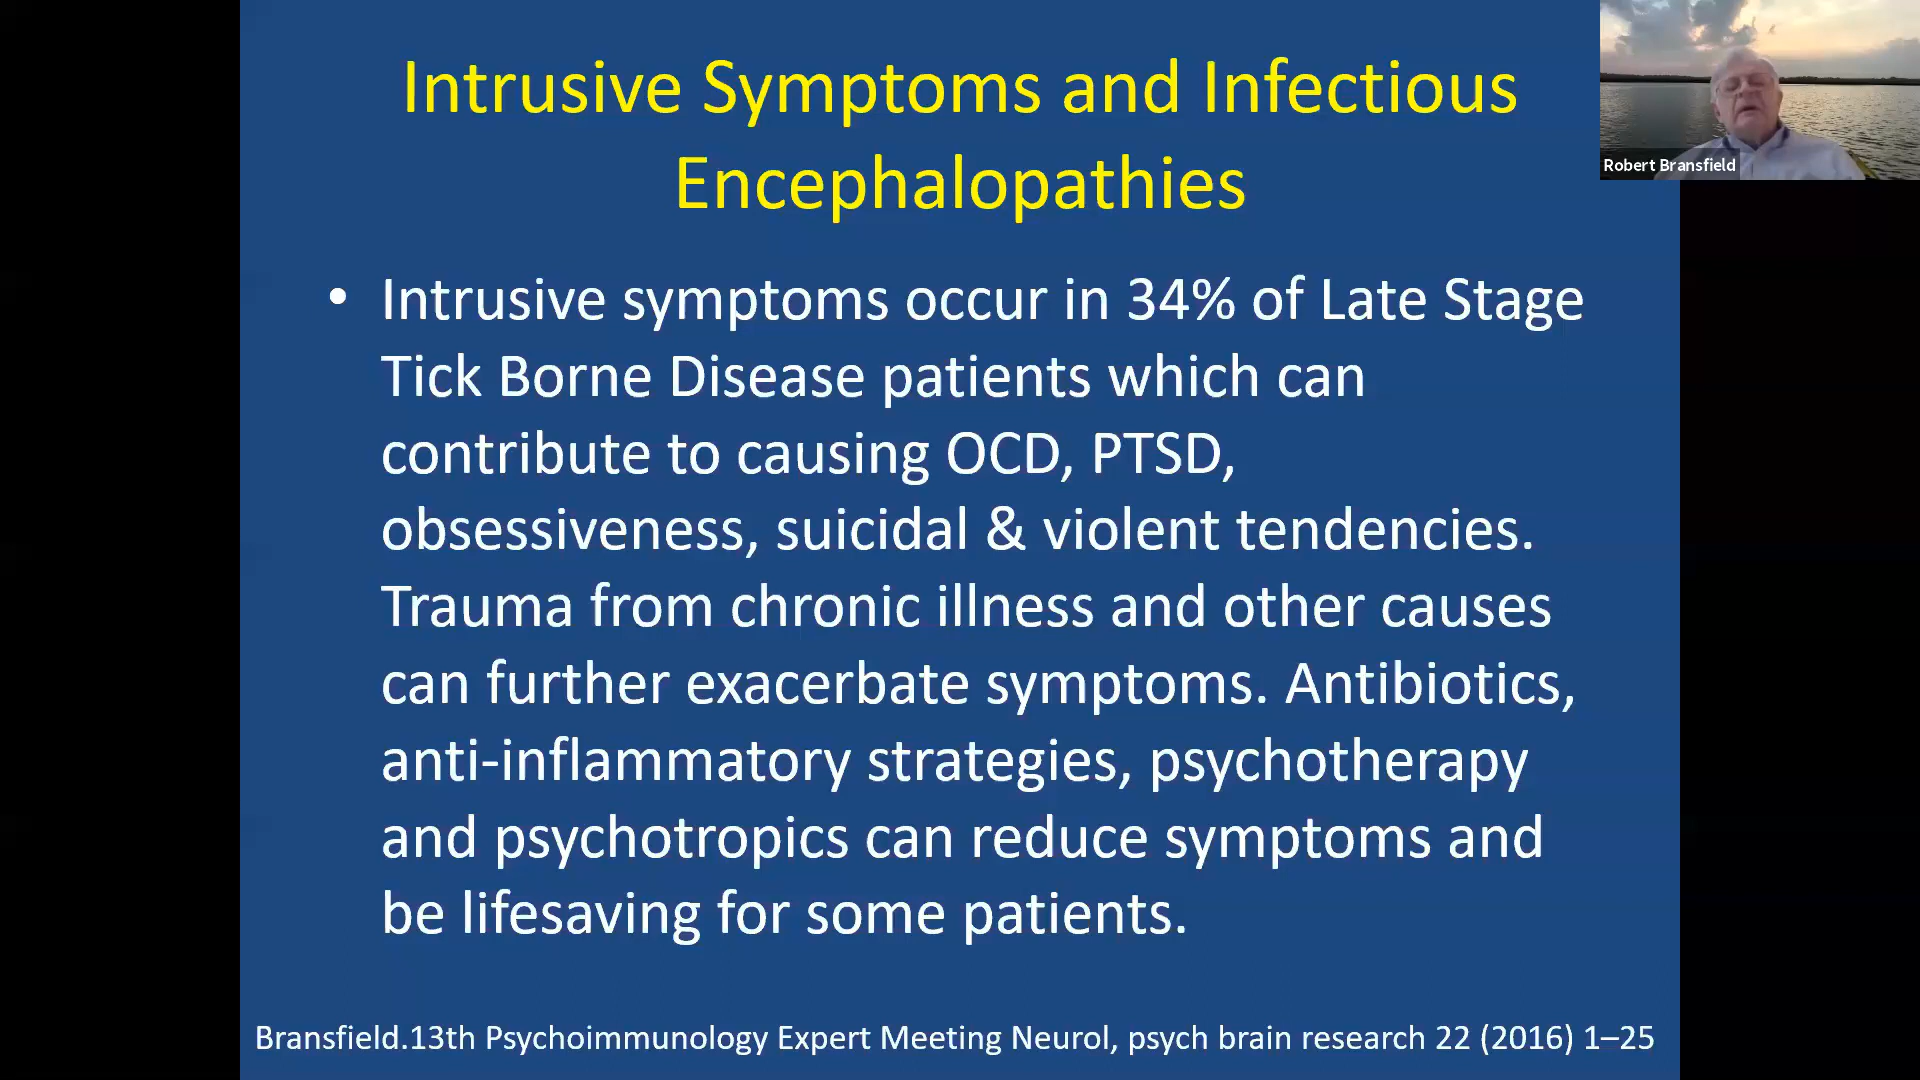 Intrusive Symptoms and Infectious
Encephalopathies
Robert Bransfield
• Intrusive symptoms occur in 34% of Late Stage
Tick Borne Disease patients which can
contribute to causing OCD, PTSD,
obsessiveness, suicidal & violent tendencies.
Trauma from chronic illness and other causes
can further exacerbate symptoms. Antibiotics,
anti-inflammatory strategies, psychotherapy
and psychotropics can reduce symptoms and
be lifesaving for some patients.
Bransfield.13th Psychoimmunology Expert Meeting Neurol, psych brain research 22 (2016) 1–25